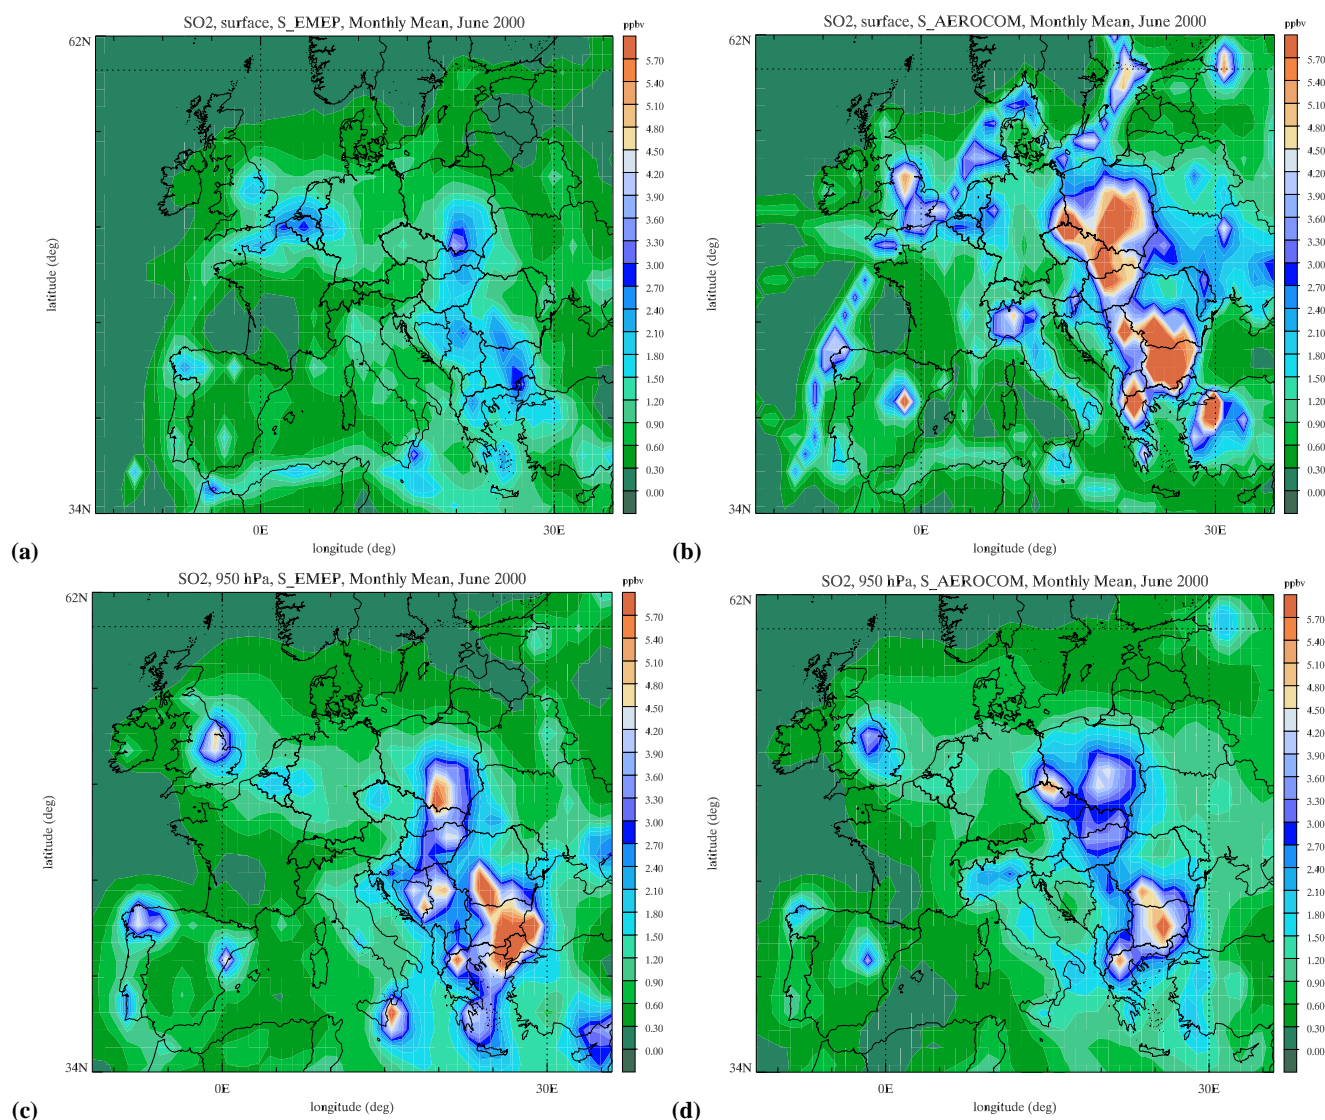 SO2, surface, S_EMEP, Monthly Mean, June 2000
ppbv
62N
5.70
5.40
5.10
4.80
4.50
4.20
3.90
3.60
3.30
3.00
2.70
2.40
2.10
1.80
1.50
1.20
0.90
0.60
0.30
0.00
latitude (deg)
34N
0E
30E
longitude (deg)
(a)
SO2, surface, S_AEROCOM, Monthly Mean, June 2000
ppbv
62N
5.70
5.40
5.10
4.80
4.50
4.20
3.90
3.60
3.30
3.00
2.70
2.40
2.10
1.80
1.50
1.20
0.90
0.60
0.30
0.00
latitude (deg)
34N
0E
30E
longitude (deg)
(b)
SO2, 950 hPa, S_EMEP, Monthly Mean, June 2000
ppbv
62N
5.70
5.40
5.10
4.80
4.50
4.20
3.90
3.60
3.30
3.00
2.70
2.40
2.10
1.80
1.50
1.20
0.90
0.60
0.30
0.00
latitude (deg)
34N
0E
30E
longitude (deg)
(c)
SO2, 950 hPa, S_AEROCOM, Monthly Mean, June 2000
ppbv
62N
5.70
5.40
5.10
4.80
4.50
4.20
3.90
3.60
3.30
3.00
2.70
2.40
2.10
1.80
1.50
1.20
0.90
0.60
0.30
0.00
latitude (deg)
34N
0E
30E
longitude (deg)
(d)